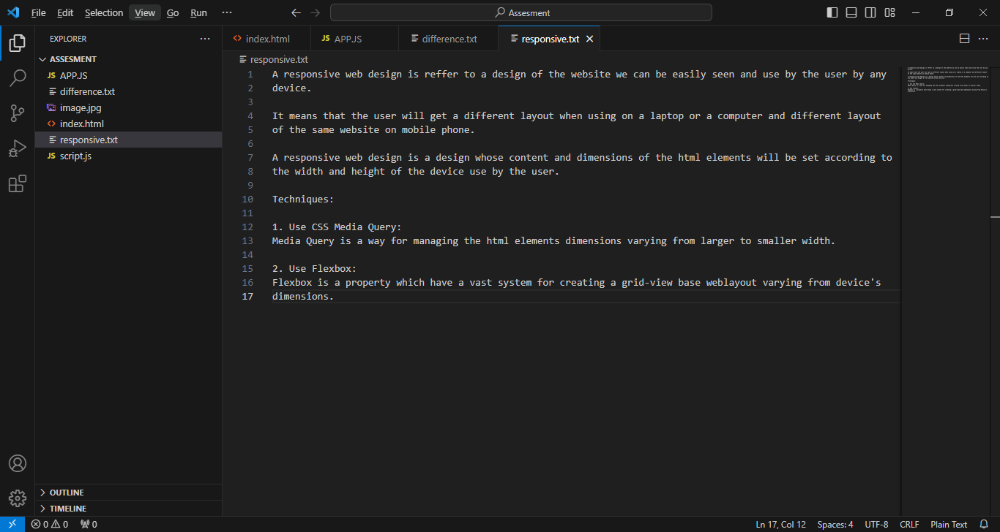 File Edit Selection View Go Run ···
Assesment
EXPLORER ···
ASSESMENT
JS APP.JS
difference.txt
image.jpg
<> index.html
responsive.txt
JS script.js
OUTLINE
TIMELINE
<> index.html JS APP.JS difference.txt responsive.txt ···
responsive.txt
1 A responsive web design is reffer to a design of the website we can be easily seen and use by the user by any
2 device.
3
4 It means that the user will get a different layout when using on a laptop or a computer and different layout
5 of the same website on mobile phone.
6
7 A responsive web design is a design whose content and dimensions of the html elements will be set according to
8 the width and height of the device use by the user.
9
10 Techniques:
11
12 1. Use CSS Media Query:
13 Media Query is a way for managing the html elements dimensions varying from larger to smaller width.
14
15 2. Use Flexbox:
16 Flexbox is a property which have a vast system for creating a grid-view base weblayout varying from device's
17 dimensions.
0 0 0 Ln 17, Col 12 Spaces: 4 UTF-8 CRLF Plain Text